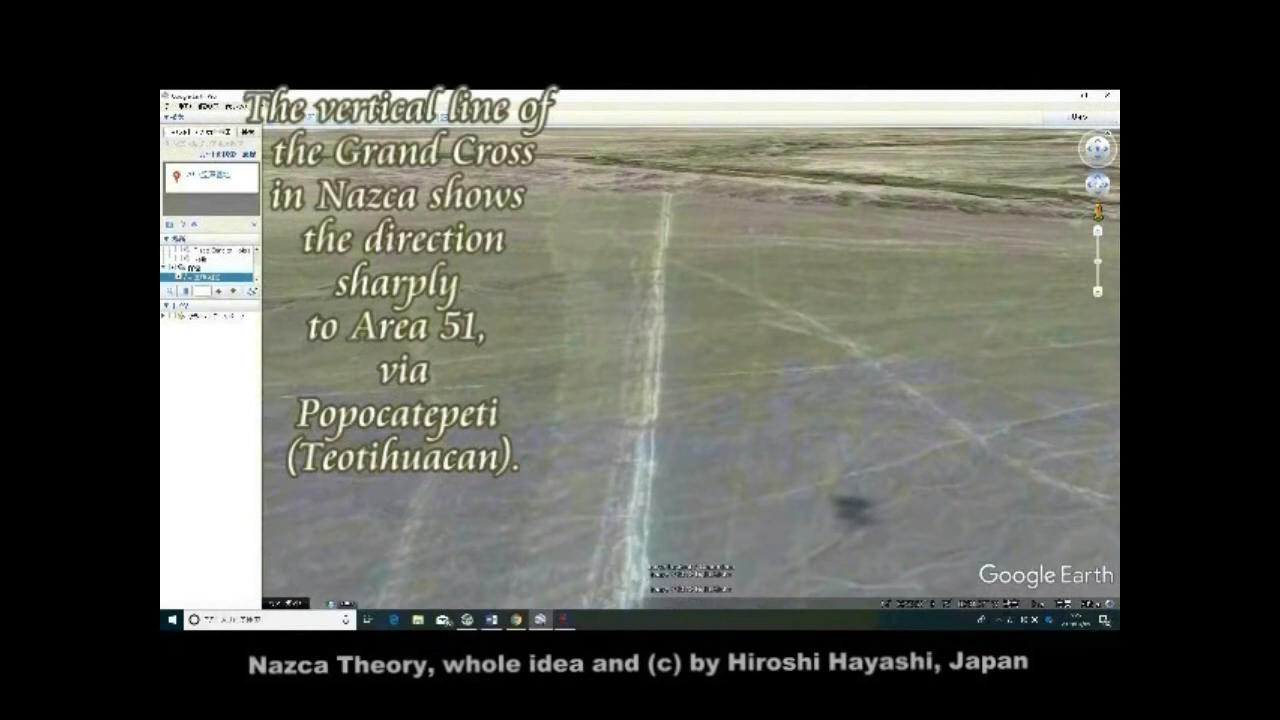 The vertical line of
the Grand Cross
in Nazca shows
the direction
sharply
to Area 51,
via
Popocatepeti
(Teotihuacan).
Google Earth
Nazca Theory, whole idea and (c) by Hiroshi Hayashi, Japan